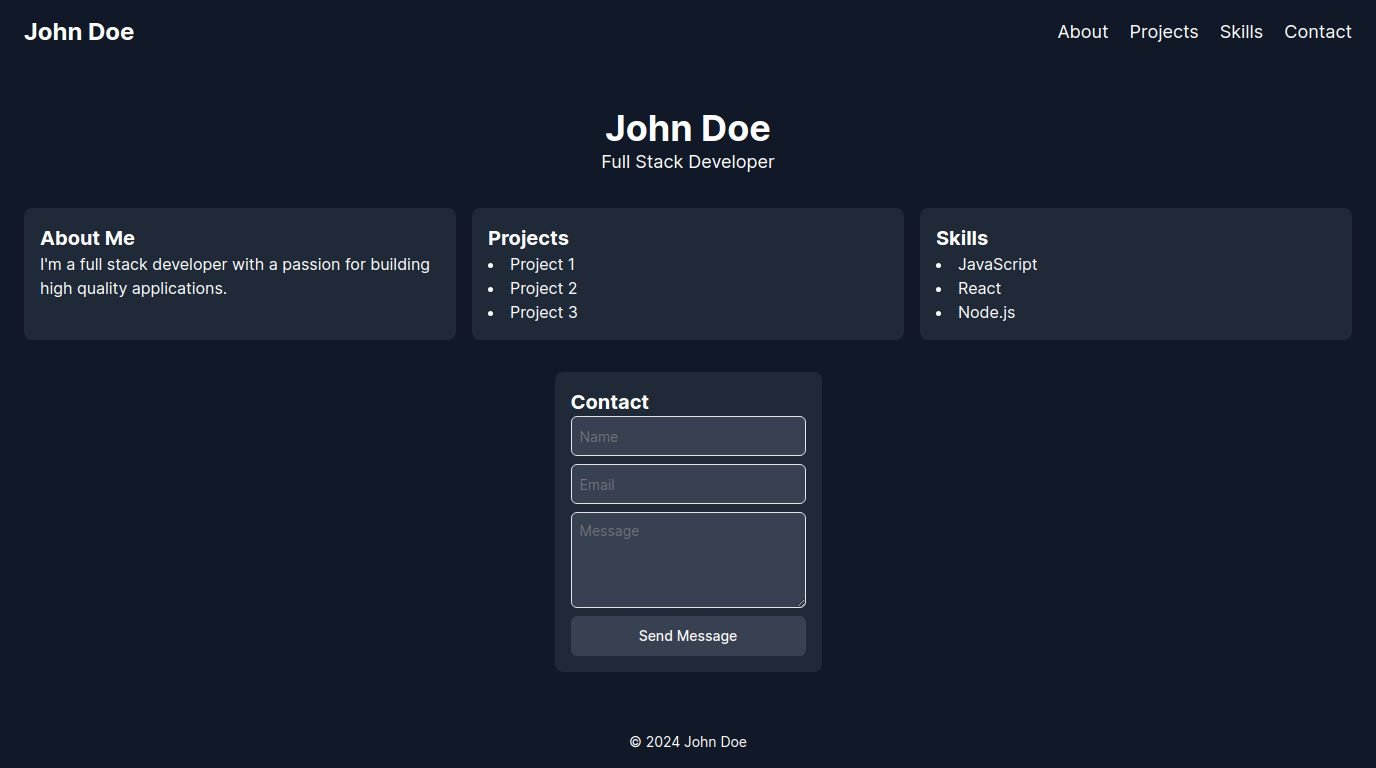 John Doe
About Projects Skills Contact
John Doe
Full Stack Developer
About Me
I'm a full stack developer with a passion for building
high quality applications.
Projects
• Project 1
• Project 2
• Project 3
Skills
• JavaScript
• React
• Node.js
Contact
Name
Email
Message
Send Message
© 2024 John Doe